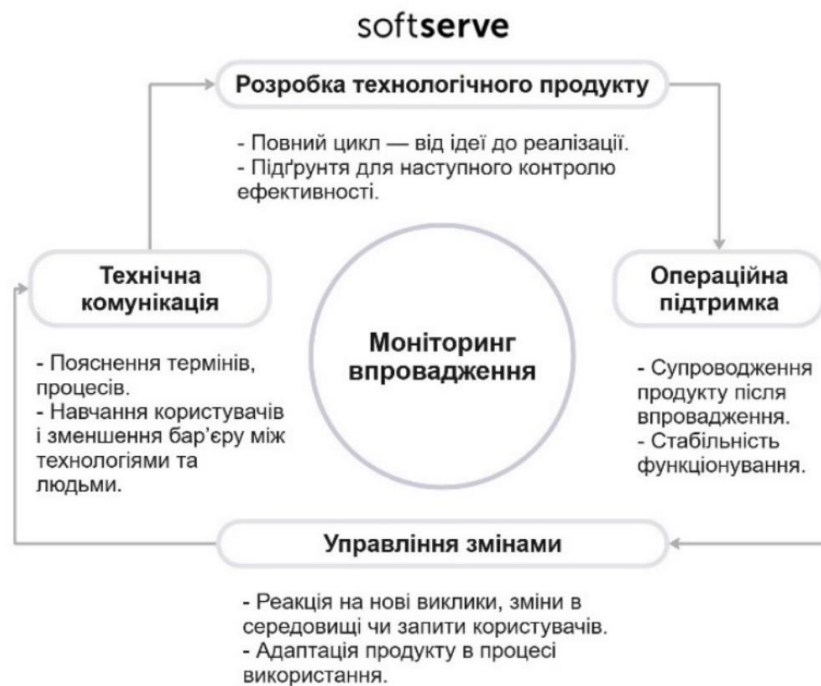 softserve
Розробка технологічного продукту
- Повний цикл — від ідеї до реалізації.
- Підґрунтя для наступного контролю
ефективності.
Технічна
комунікація
- Пояснення термінів,
процесів.
- Навчання користувачів
і зменшення бар’єру між
технологіями та
людьми.
Моніторинг
впровадження
Операційна
підтримка
- Супроводження
продукту після
впровадження.
- Стабільність
функціонування.
Управління змінами
- Реакція на нові виклики, зміни в
середовищі чи запити користувачів.
- Адаптація продукту в процесі
використання.